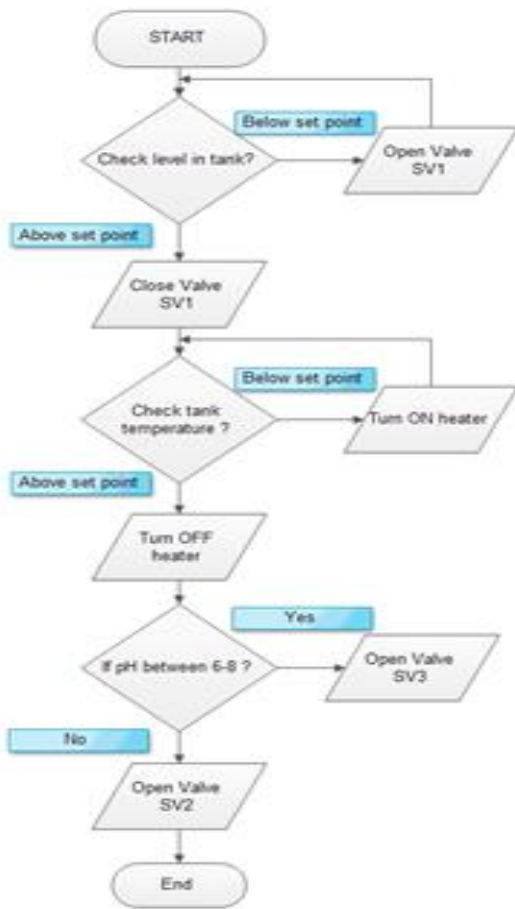 START
Below set point
Check level in tank?
Open Valve
SV1
Above set point
Close Valve
SV1
Below set point
Check tank
temperature ?
Turn ON heater
Above set point
Turn OFF
heater
Yes
If pH between 6-8 ?
Open Valve
SV3
No
Open Valve
SV2
End